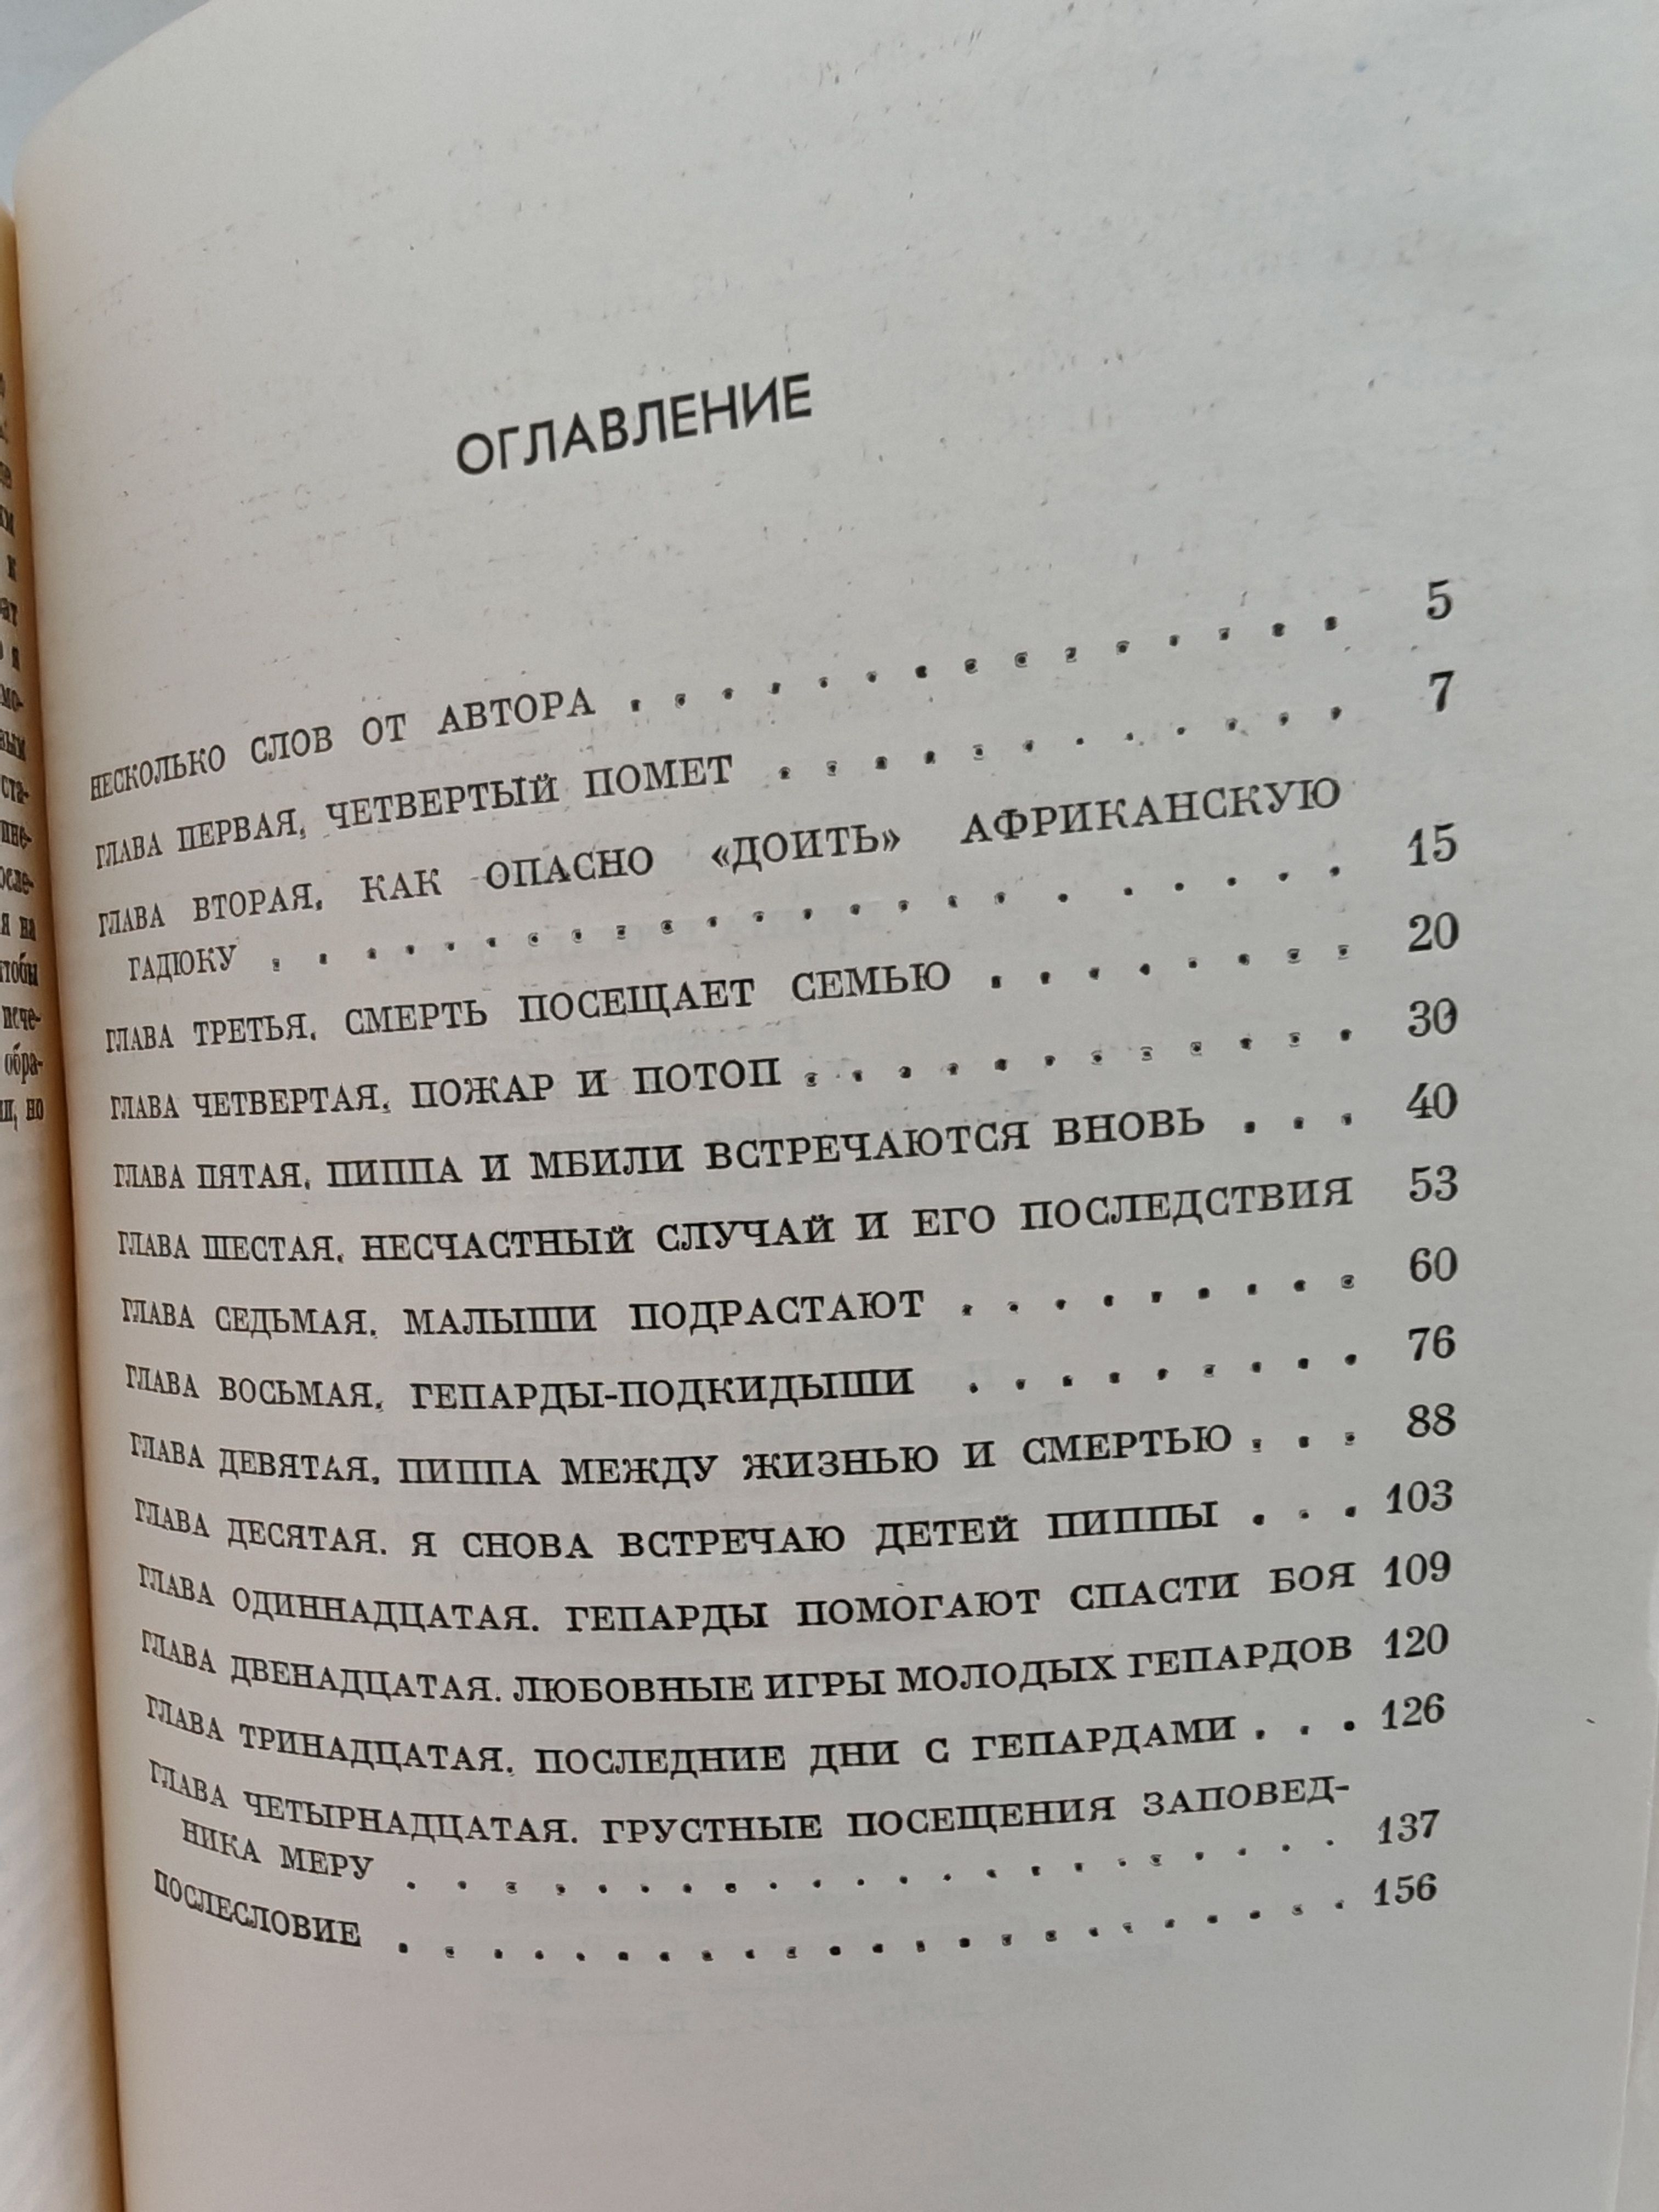 ОГЛАВЛЕНИЕ
НЕСКОЛЬКО СЛОВ ОТ АВТОРА . . . . . . . . . . . . . . . 5
ГЛАВА ПЕРВАЯ. ЧЕТВЕРТЫЙ ПОМЕТ . . . . . . . . . . . . 7
ГЛАВА ВТОРАЯ. КАК ОПАСНО «ДОИТЬ» АФРИКАНСКУЮ
ГАДЮКУ . . . . . . . . . . . . . . . . . . . . . . . 15
ГЛАВА ТРЕТЬЯ. СМЕРТЬ ПОСЕЩАЕТ СЕМЬЮ . . . . . . . . 20
ГЛАВА ЧЕТВЕРТАЯ. ПОЖАР И ПОТОП . . . . . . . . . . . . 30
ГЛАВА ПЯТАЯ. ПИППА И МБИЛИ ВСТРЕЧАЮТСЯ ВНОВЬ . . . 40
ГЛАВА ШЕСТАЯ. НЕСЧАСТНЫЙ СЛУЧАЙ И ЕГО ПОСЛЕДСТВИЯ 53
ГЛАВА СЕДЬМАЯ. МАЛЫШИ ПОДРАСТАЮТ . . . . . . . . . 60
ГЛАВА ВОСЬМАЯ. ГЕПАРДЫ-ПОДКИДЫШИ . . . . . . . . . 76
ГЛАВА ДЕВЯТАЯ. ПИППА МЕЖДУ ЖИЗНЬЮ И СМЕРТЬЮ . . . 88
ГЛАВА ДЕСЯТАЯ. Я СНОВА ВСТРЕЧАЮ ДЕТЕЙ ПИППЫ . . . 103
ГЛАВА ОДИННАДЦАТАЯ. ГЕПАРДЫ ПОМОГАЮТ СПАСТИ БОЯ 109
ГЛАВА ДВЕНАДЦАТАЯ. ЛЮБОВНЫЕ ИГРЫ МОЛОДЫХ ГЕПАРДОВ 120
ГЛАВА ТРИНАДЦАТАЯ. ПОСЛЕДНИЕ ДНИ С ГЕПАРДАМИ . . . 126
ГЛАВА ЧЕТЫРНАДЦАТАЯ. ГРУСТНЫЕ ПОСЕЩЕНИЯ ЗАПОВЕД-
НИКА МЕРУ . . . . . . . . . . . . . . . . . . . . 137
ПОСЛЕСЛОВИЕ . . . . . . . . . . . . . . . . . . . . . . 156